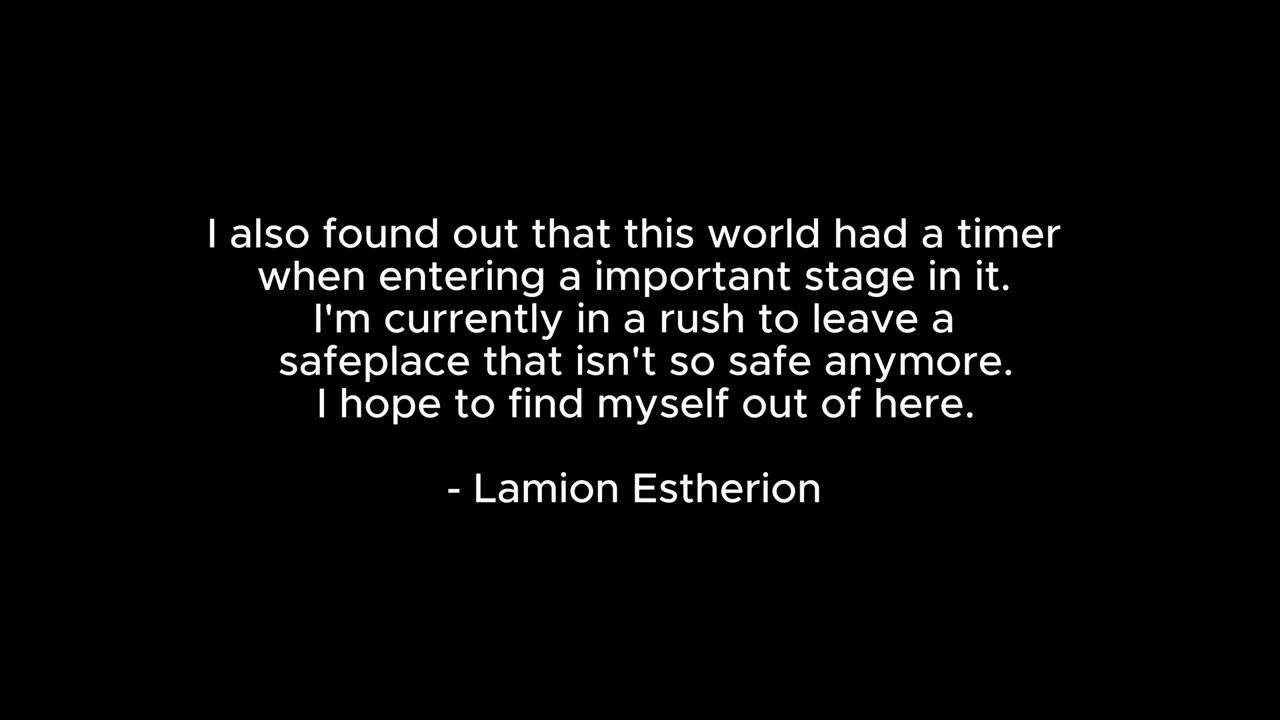 I also found out that this world had a timer
when entering a important stage in it.
I'm currently in a rush to leave a
safeplace that isn't so safe anymore.
I hope to find myself out of here.
- Lamion Estherion